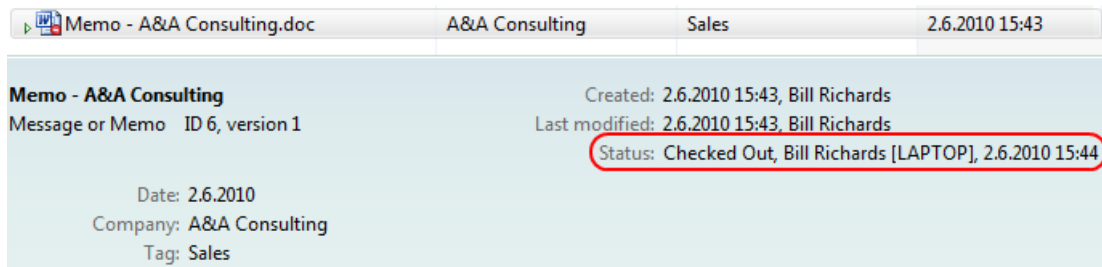 Memo - A&A Consulting.doc A&A Consulting Sales 2.6.2010 15:43
Memo - A&A Consulting Created: 2.6.2010 15:43, Bill Richards
Message or Memo ID 6, version 1 Last modified: 2.6.2010 15:43, Bill Richards
Status: Checked Out, Bill Richards [LAPTOP], 2.6.2010 15:44
Date: 2.6.2010
Company: A&A Consulting
Tag: Sales